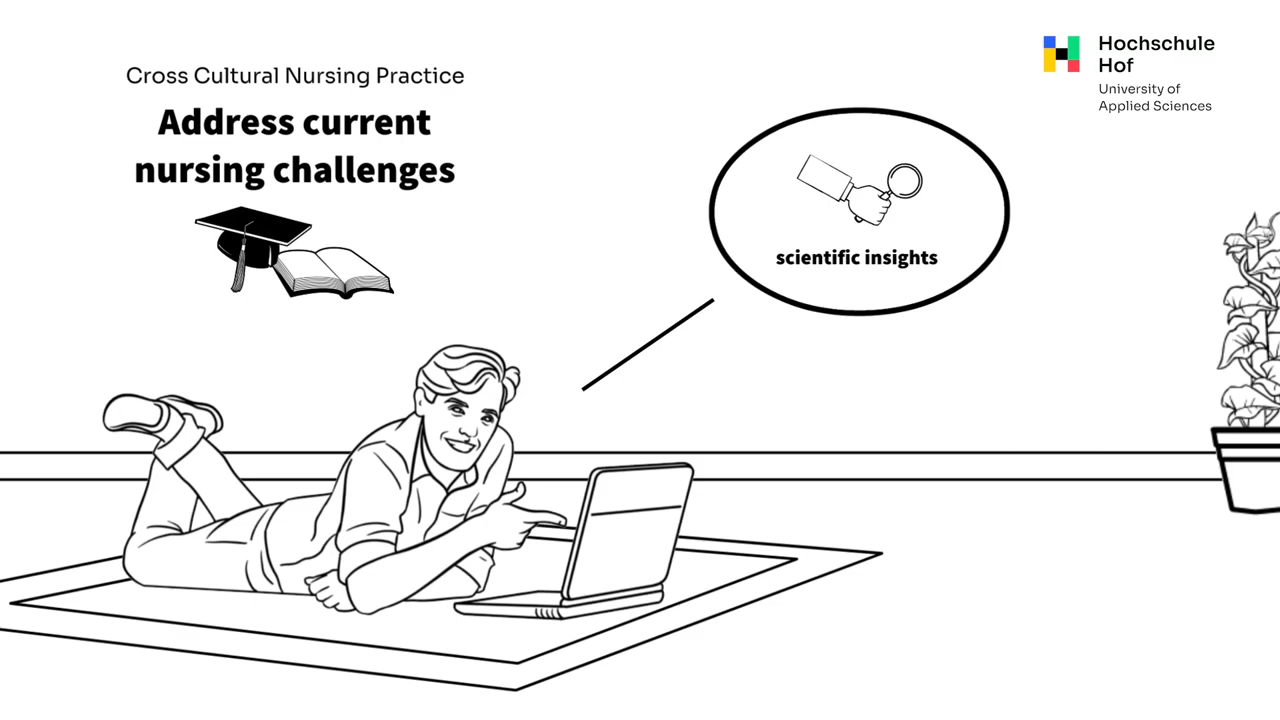 Cross Cultural Nursing Practice
Address current
nursing challenges
Hochschule
Hof
University of
Applied Sciences
scientific insights